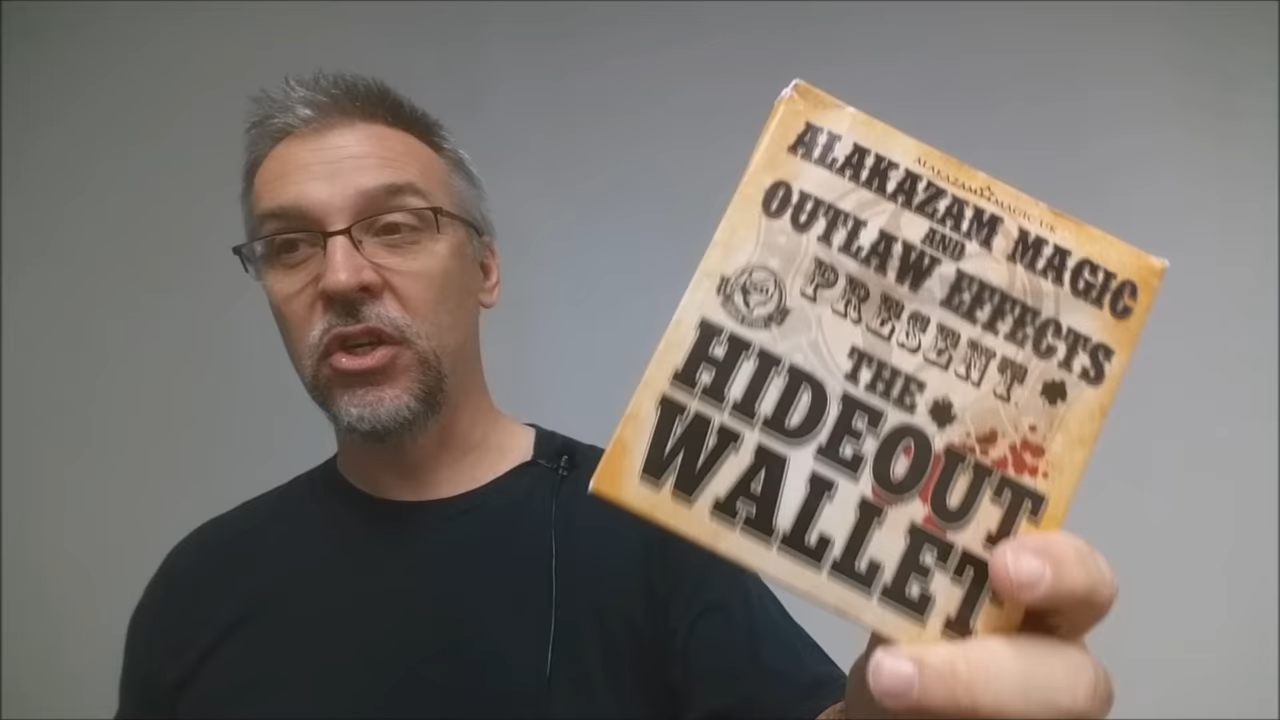 ALAKAZAM MAGIC UK
ALAKAZAM MAGIC
AND
OUTLAW EFFECTS
PRESENT
THE
HIDEOUT
WALLET